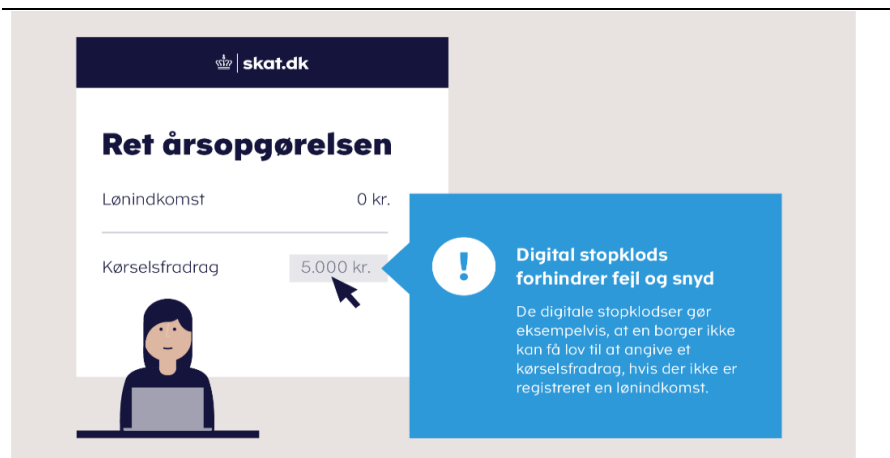 skat.dk
Ret årsopgørelsen
Lønindkomst 0 kr.
Kørselsfradrag 5.000 kr.
!
Digital stopklods
forhindrer fejl og snyd
De digitale stopklodser gør
eksempelvis, at en borger ikke
kan få lov til at angive et
kørselsfradrag, hvis der ikke er
registreret en lønindkomst.